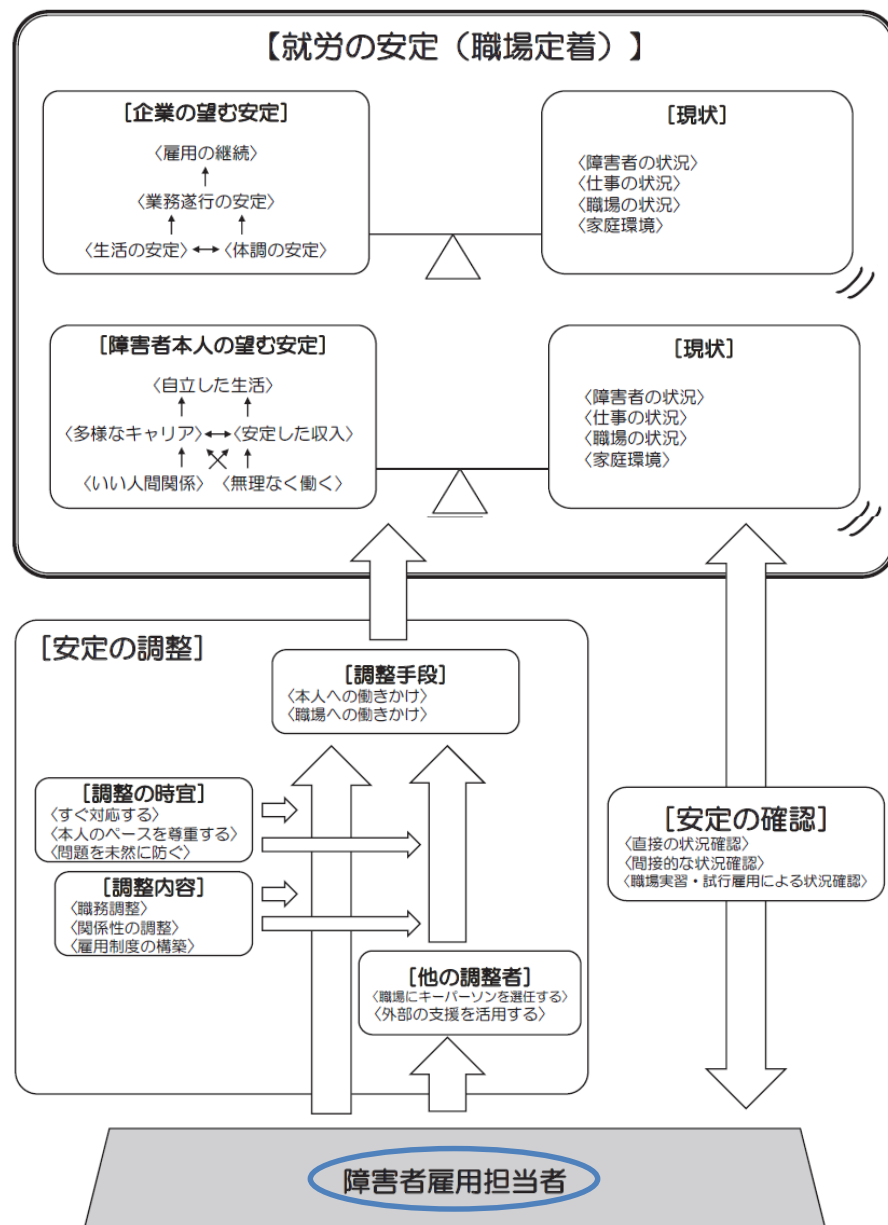 【就労の安定（職場定着）】
［企業の望む安定］
〈雇用の継続〉
〈業務遂行の安定〉
〈生活の安定〉
〈体調の安定〉
［現状］
〈障害者の状況〉
〈仕事の状況〉
〈職場の状況〉
〈家庭環境〉
［障害者本人の望む安定］
〈自立した生活〉
〈多様なキャリア〉
〈安定した収入〉
〈いい人間関係〉
〈無理なく働く〉
［現状］
〈障害者の状況〉
〈仕事の状況〉
〈職場の状況〉
〈家庭環境〉
［安定の調整］
［調整手段］
〈本人への働きかけ〉
〈職場への働きかけ〉
［調整の時宜］
〈すぐ対応する〉
〈本人のペースを尊重する〉
〈問題を未然に防ぐ〉
［調整内容］
〈職務調整〉
〈関係性の調整〉
〈雇用制度の構築〉
［他の調整者］
〈職場にキーパーソンを選任する〉
〈外部の支援を活用する〉
［安定の確認］
〈直接の状況確認〉
〈間接的な状況確認〉
〈職場実習・試行雇用による状況確認〉
障害者雇用担当者